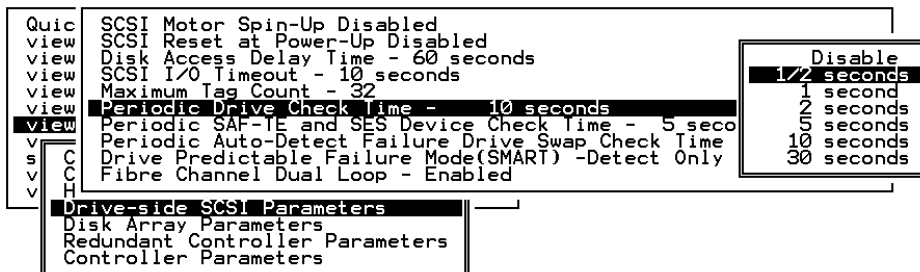 Quic
view
view
view
view
view
view
v
s
v
v
SCSI Motor Spin-Up Disabled
SCSI Reset at Power-Up Disabled
Disk Access Delay Time - 60 seconds
SCSI I/O Timeout - 10 seconds
Maximum Tag Count - 32
Periodic Drive Check Time - 10 seconds
Periodic SAF-TE and SES Device Check Time - 5 seco
Periodic Auto-Detect Failure Drive Swap Check Time
Drive Predictable Failure Mode(SMART) -Detect Only
Fibre Channel Dual Loop - Enabled
Disable
1/2 seconds
1 second
2 seconds
5 seconds
10 seconds
30 seconds
C
C
H
Drive-side SCSI Parameters
Disk Array Parameters
Redundant Controller Parameters
Controller Parameters